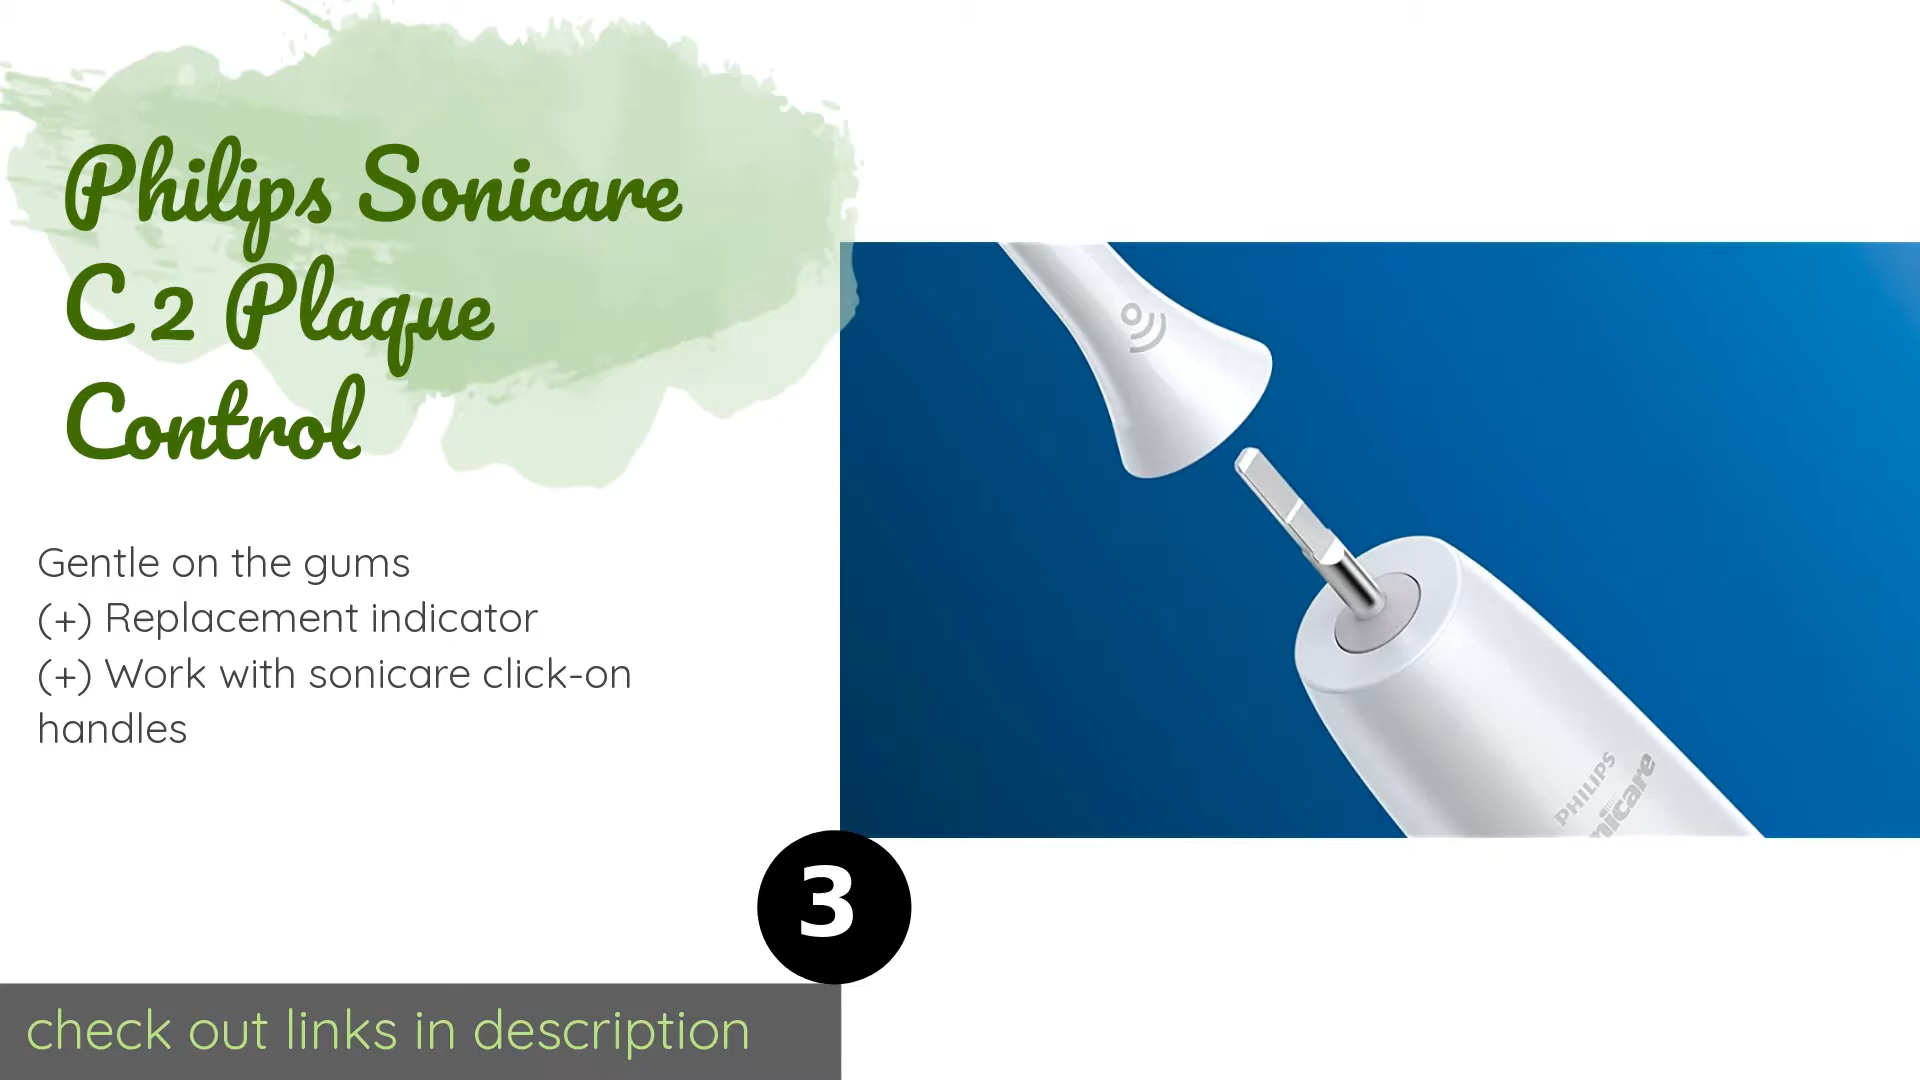 Philips Sonicare
C2 Plaque
Control
Gentle on the gums
(+) Replacement indicator
(+) Work with sonicare click-on
handles
PHILIPS
nicare
3
check out links in description